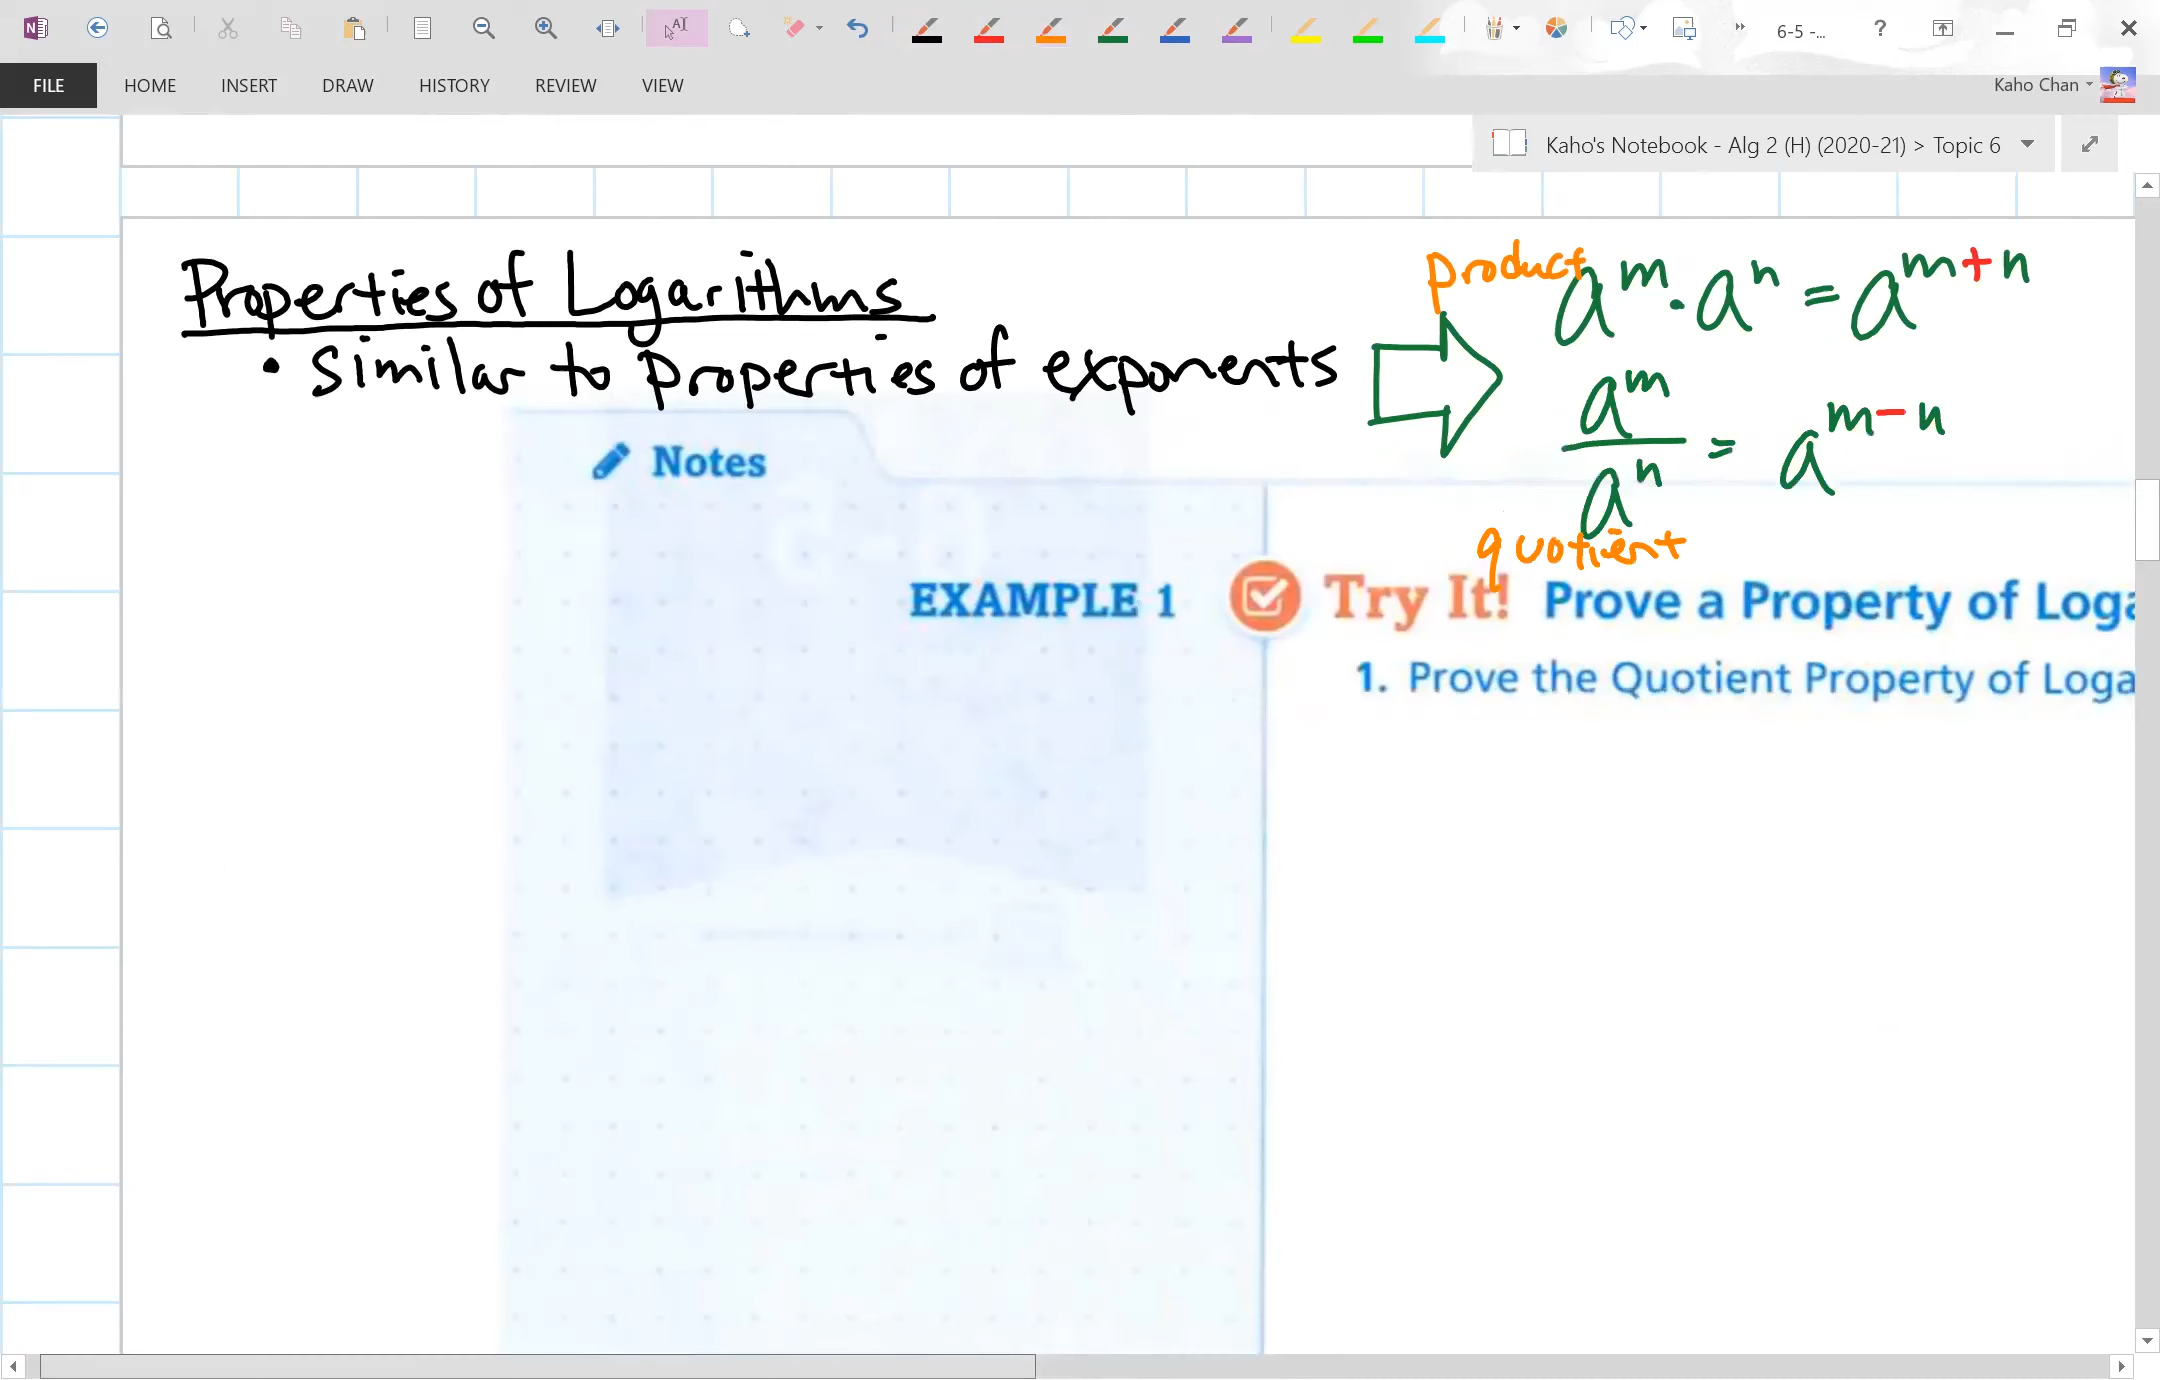 6-5 -...
FILE HOME INSERT DRAW HISTORY REVIEW VIEW
Kaho Chan
Kaho's Notebook - Alg 2 (H) (2020-21) > Topic 6
Properties of Logarithms
• similar to properties of exponents
product
a^m · a^n = a^{m+n}
a^m / a^n = a^{m-n}
quotient
Notes
EXAMPLE 1
Try It! Prove a Property of Loga
1. Prove the Quotient Property of Loga